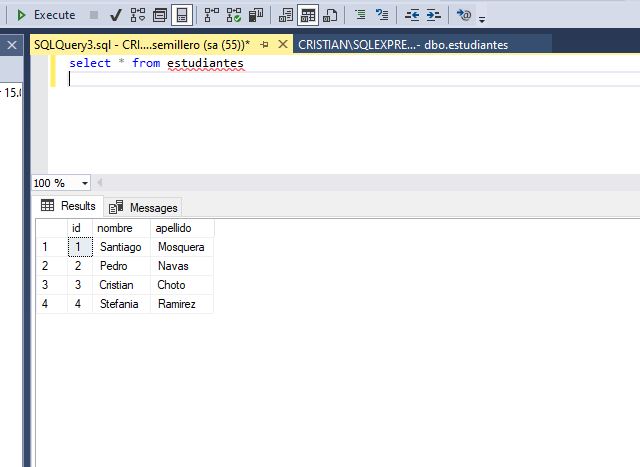 Execute
SQLQuery3.sql - CRI....semillero (sa (55))* CRISTIAN\SQLEXPRE...- dbo.estudiantes
select * from estudiantes
15.0
100 %
Results Messages
id nombre apellido
1 1 Santiago Mosquera
2 2 Pedro Navas
3 3 Cristian Choto
4 4 Stefania Ramirez